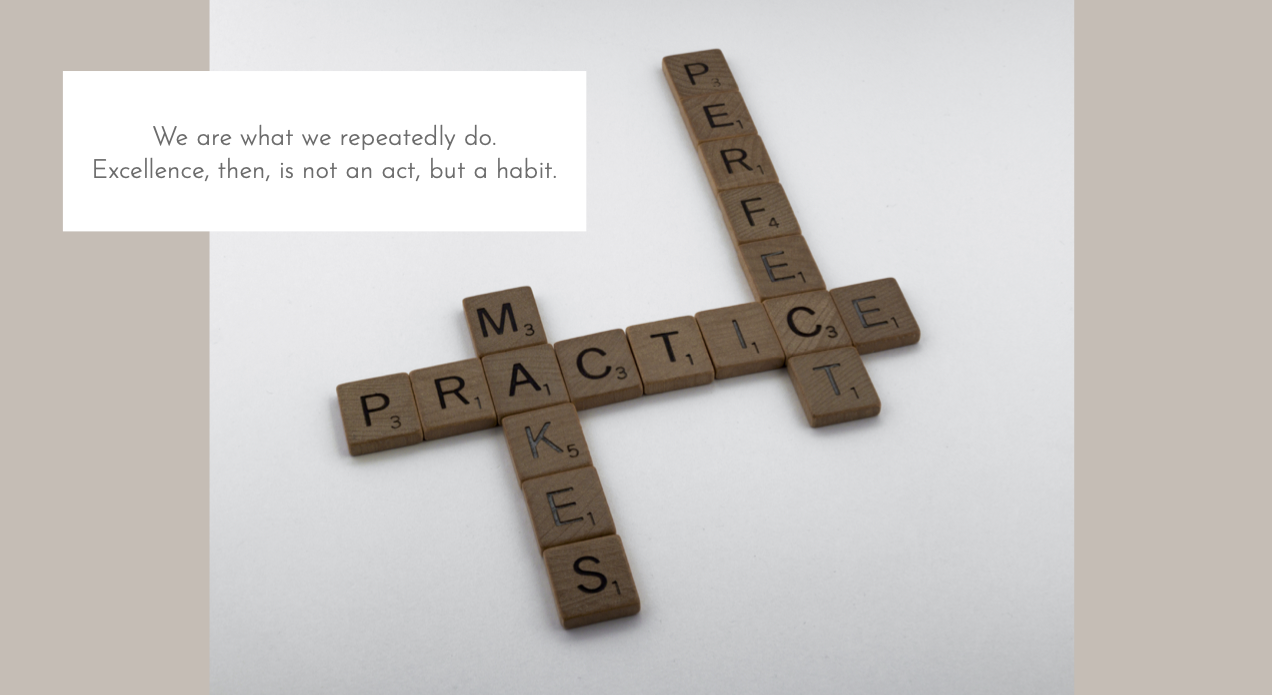 We are what we repeatedly do.
Excellence, then, is not an act, but a habit.
PRACTICE
MAKES
PERFECT